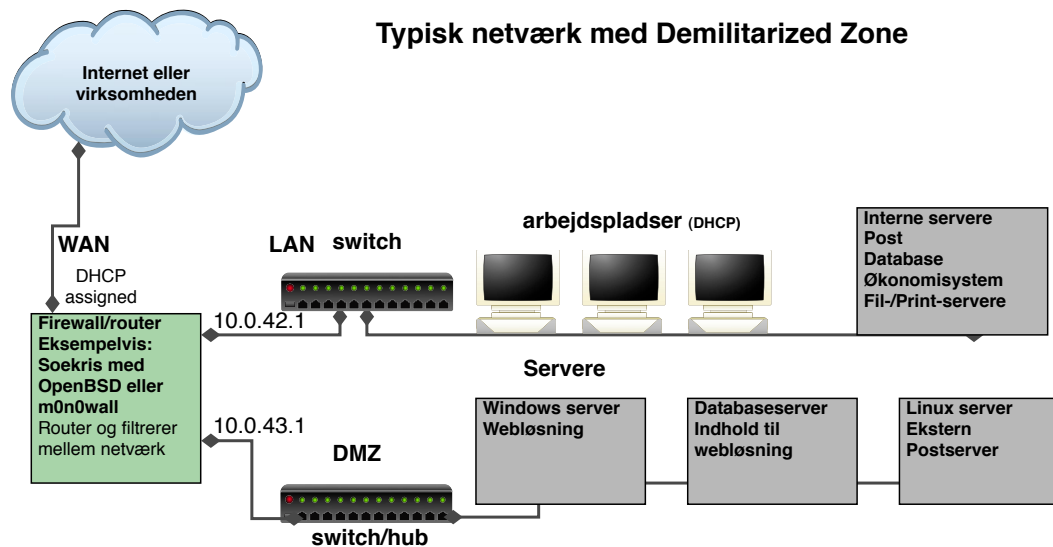 Typisk netværk med Demilitarized Zone
Internet eller
virksomheden
WAN
DHCP
assigned
LAN
switch
arbejdspladser (DHCP)
Interne servere
Post
Database
Økonomisystem
Fil-/Print-servere
Firewall/router
Eksempelvis:
Soekris med
OpenBSD eller
m0n0wall
Router og filtrerer
mellem netværk
10.0.42.1
10.0.43.1
Servere
DMZ
switch/hub
Windows server
Webløsning
Databaseserver
Indhold til
webløsning
Linux server
Ekstern
Postserver